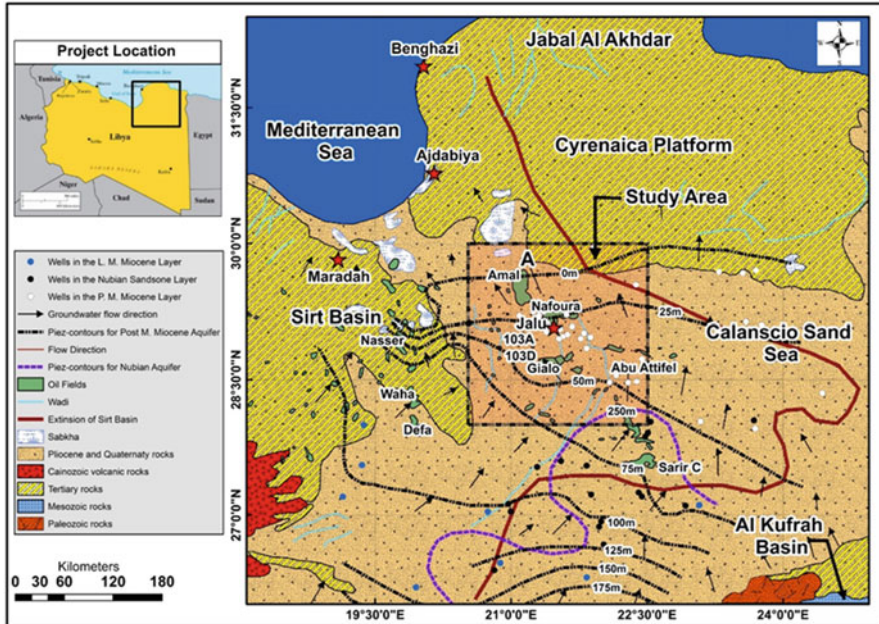 Project Location
Tunisia
Mediterranean Sea
Algeria
Libya
Egypt
Niger
Chad
Sudan
Wells in the L. M. Miocene Layer
Wells in the Nubian Sandsone Layer
Wells in the P. M. Miocene Layer
Groundwater flow direction
Piez-contours for Post M. Miocene Aquifer
Flow Direction
Piez-contours for Nubian Aquifer
Oil Fields
Wadi
Extinsion of Sirt Basin
Sabkha
Pliocene and Quaternaty rocks
Cainozoic volcanic rocks
Tertiary rocks
Mesozoic rocks
Paleozoic rocks
Kilometers
0 30 60 120 180
Benghazi
Jabal Al Akhdar
Mediterranean
Sea
Cyrenaica Platform
Ajdabiya
Study Area
Maradah
A
Amal
0m
Nafoura
25m
Sirt Basin
Jalu
Calanscio Sand
Sea
Nasser
103A
103D
Gialo
Abu Attifel
50m
Waha
250m
Defa
Sarir C
75m
100m
Al Kufrah
Basin
125m
150m
175m
31°30'0"N
30°0'0"N
28°30'0"N
27°0'0"N
19°30'0"E
21°0'0"E
22°30'0"E
24°0'0"E